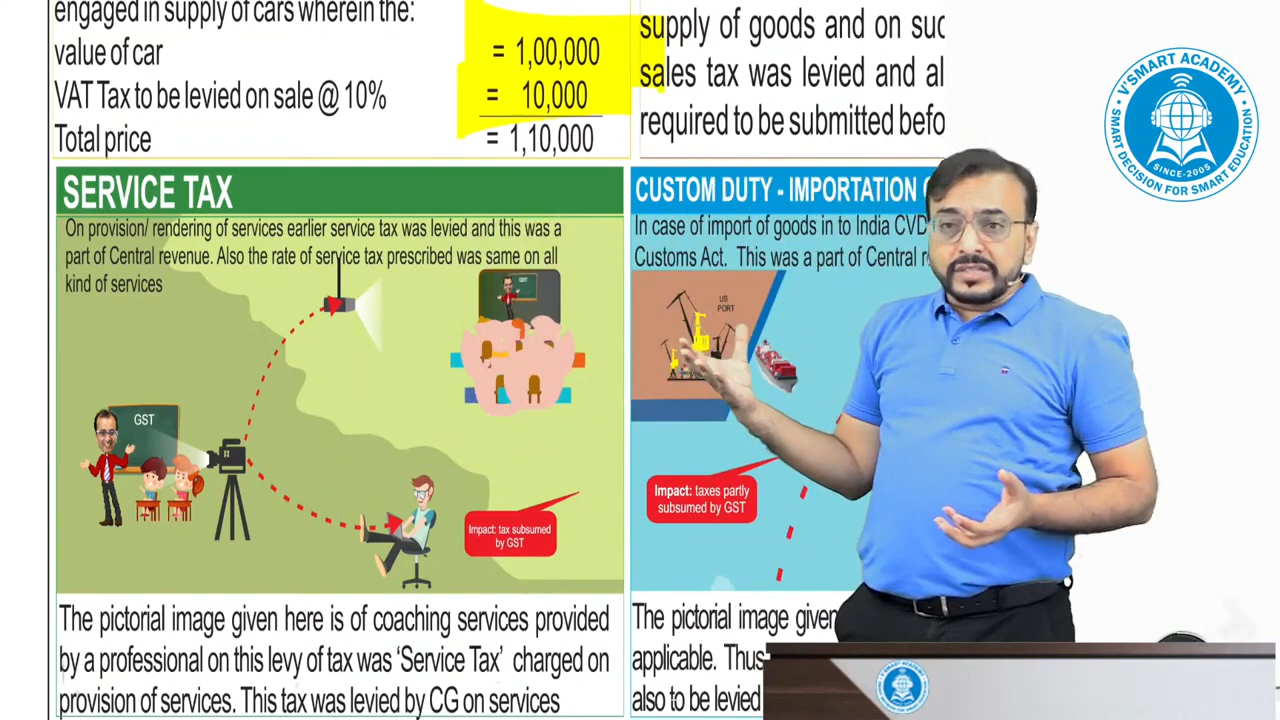 engaged in supply of cars wherein the:
value of car = 1,00,000
VAT Tax to be levied on sale @ 10% = 10,000
Total price = 1,10,000
supply of goods and on suc
sales tax was levied and al
required to be submitted befo
V'SMART ACADEMY
SINCE-2005
SMART DECISION FOR SMART EDUCATION
SERVICE TAX
On provision/ rendering of services earlier service tax was levied and this was a
part of Central revenue. Also the rate of service tax prescribed was same on all
kind of services
GST
GST
Impact: tax subsumed
by GST
The pictorial image given here is of coaching services provided
by a professional on this levy of tax was ‘Service Tax’ charged on
provision of services. This tax was levied by CG on services
CUSTOM DUTY - IMPORTATION
In case of import of goods in to India CVD
Customs Act. This was a part of Central
US
PORT
Impact: taxes partly
subsumed by GST
The pictorial image given
applicable. Thus
also to be levied